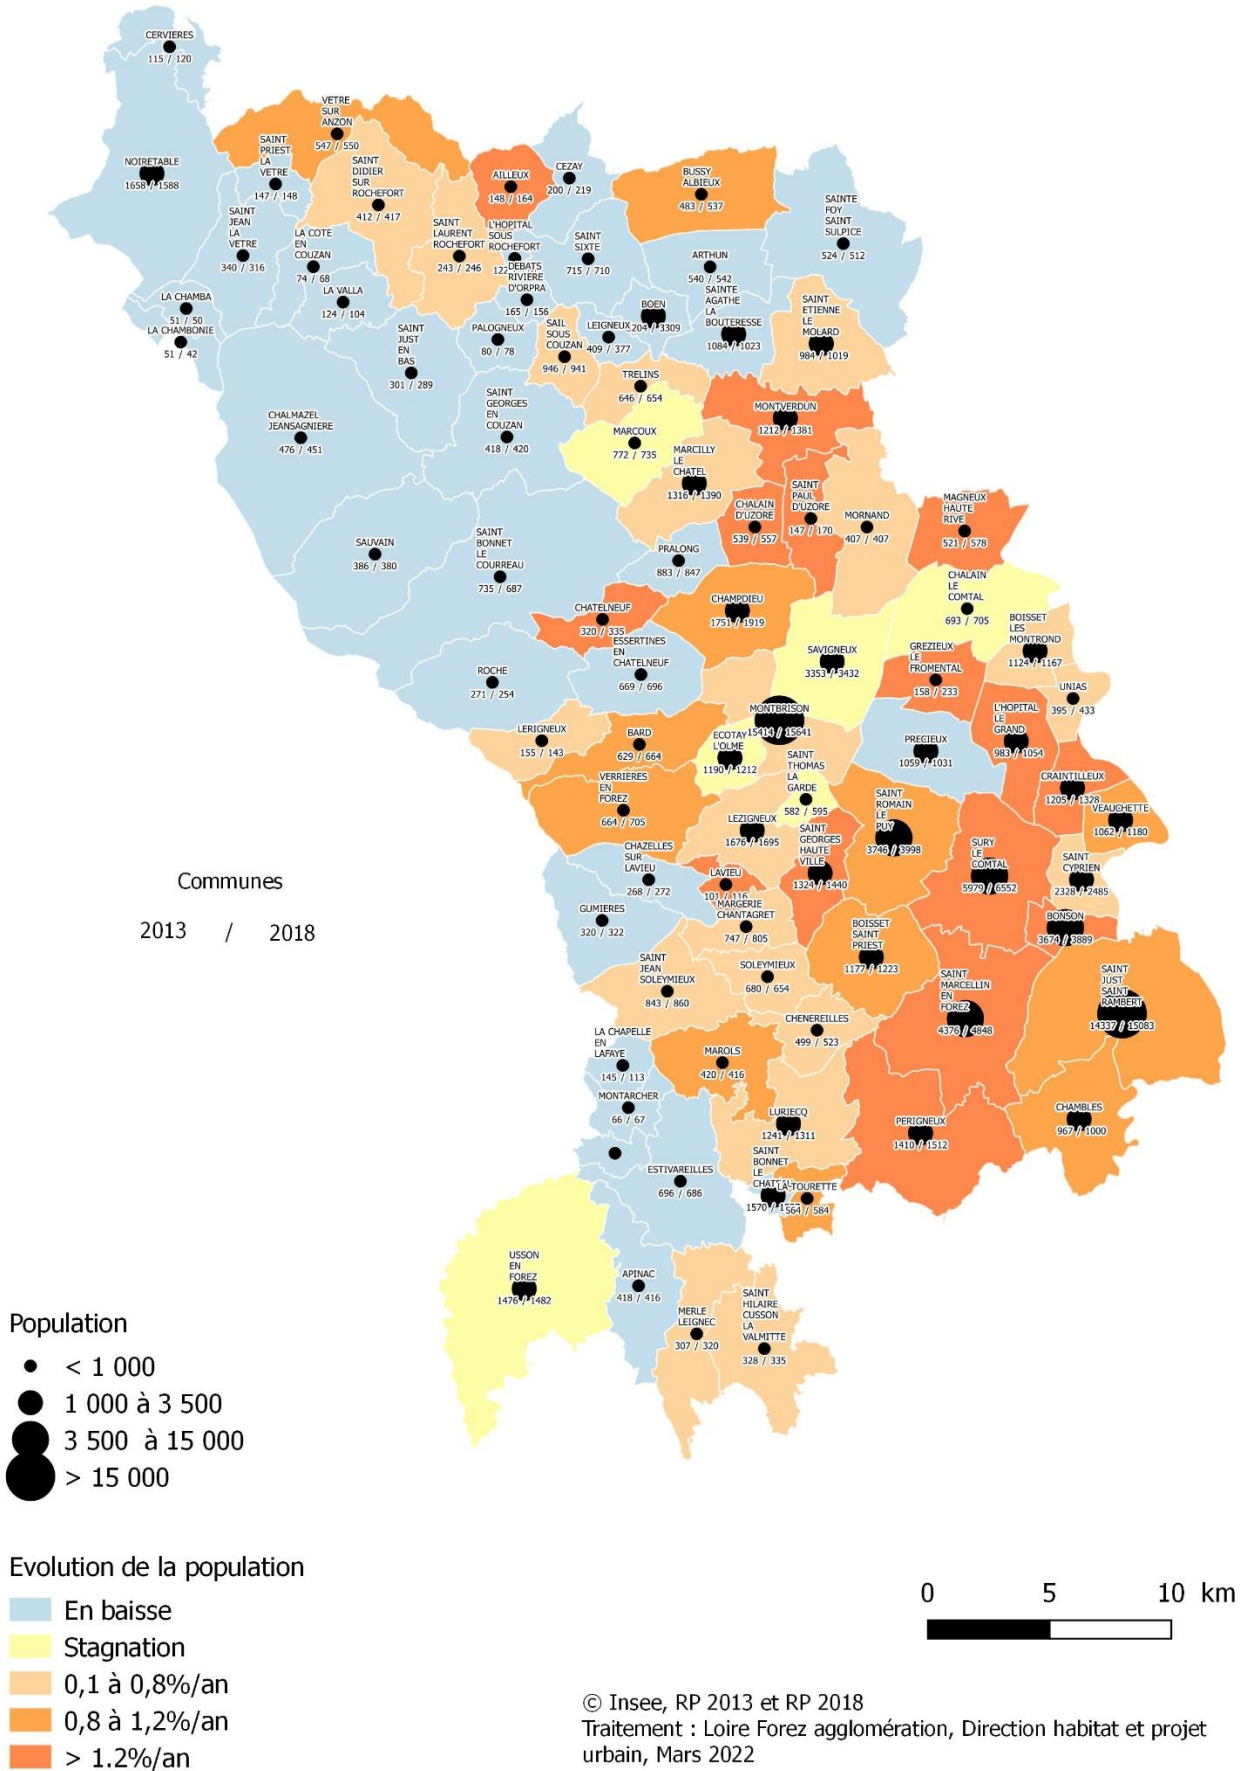 CERVIERES
115 / 120
NOIRETABLE
1658 / 1588
VETRE
SUR
ANZON
547 / 550
SAINT
PRIEST
LA
VETRE
147 / 148
SAINT
DIDIER
SUR
ROCHEFORT
412 / 417
AILLEUX
148 / 164
CEZAY
200 / 219
BUSSY
ALBIEUX
483 / 537
SAINTE
FOY
SAINT
SULPICE
524 / 512
SAINT
JEAN
LA
VETRE
340 / 316
LA COTE
EN
COUZAN
74 / 68
SAINT
LAURENT
ROCHEFORT
243 / 246
L'HOPITAL
SOUS
ROCHEFORT
DEBATS
RIVIERE
D'ORPRA
165 / 156
SAINT
SIXTE
715 / 710
ARTHUN
540 / 542
LA CHAMBA
51 / 50
LA CHAMBONIE
51 / 42
LA VALLA
124 / 104
SAINT
JUST
EN
BAS
301 / 289
PALOGNEUX
80 / 78
SAIL
SOUS
COUZAN
946 / 941
LEIGNEUX
409 / 377
BOEN
204 / 3309
SAINTE
AGATHE
LA
BOUTERESSE
1084 / 1023
SAINT
ETIENNE
LE
MOLARD
984 / 1019
TRELINS
646 / 654
CHALMAZEL
JEANSAGNIERE
476 / 451
SAINT
GEORGES
EN
COUZAN
418 / 420
MARCOUX
772 / 735
MONTVERDUN
1212 / 1381
MARCILLY
LE
CHATEL
1316 / 1390
CHALAIN
D'UZORE
539 / 557
SAINT
PAUL
D'UZORE
147 / 170
MORNAND
407 / 407
MAGNEUX
HAUTE
RIVE
521 / 578
SAUVAIN
386 / 380
SAINT
BONNET
LE
COURREAU
735 / 687
PRALONG
883 / 847
CHALAIN
LE
COMTAL
693 / 705
CHATELNEUF
320 / 335
CHAMPDIEU
1751 / 1919
BOISSET
LES
MONTROND
1124 / 1167
ESSERTINES
EN
CHATELNEUF
669 / 696
SAVIGNEUX
3353 / 3432
GREZIEUX
LE
FROMENTAL
158 / 233
ROCHE
271 / 254
UNIAS
395 / 433
MONTBRISON
15414 / 15641
L'HOPITAL
LE
GRAND
983 / 1054
LERIGNEUX
155 / 143
BARD
629 / 664
ECOTAY
L'OLME
1190 / 1212
PRECIEUX
1059 / 1031
SAINT
THOMAS
LA
GARDE
582 / 595
CRAINTILLEUX
1205 / 1328
VERRIERES
EN
FOREZ
664 / 705
SAINT
ROMAIN
LE
PUY
3746 / 3998
VEAUCHETTE
1062 / 1180
LEZIGNEUX
1676 / 1695
SAINT
GEORGES
HAUTE
VILLE
1324 / 1440
SURY
LE
COMTAL
5979 / 6552
CHAZELLES
SUR
LAVIEU
268 / 272
SAINT
CYPRIEN
2328 / 2485
LAVIEU
101 / 116
Communes
2013 / 2018
GUMIERES
320 / 322
MARGERIE
CHANTAGRET
747 / 805
BOISSET
SAINT
PRIEST
1177 / 1223
BONSON
3674 / 3889
SAINT
JEAN
SOLEYMIEUX
843 / 860
SOLEYMIEUX
680 / 654
SAINT
MARCELLIN
EN
FOREZ
4376 / 4848
SAINT
JUST
SAINT
RAMBERT
14337 / 15083
CHENEREILLES
499 / 523
LA CHAPELLE
EN
LAFAYE
145 / 113
MAROLS
420 / 416
MONTARCHER
66 / 67
LURIECQ
1241 / 1311
PERIGNEUX
1410 / 1512
CHAMBLES
967 / 1000
ESTIVAREILLES
696 / 686
SAINT
BONNET
LE
1570 /
LA TOURETTE
564 / 584
USSON
EN
FOREZ
1476 / 1482
APINAC
418 / 416
MERLE
LEIGNEC
307 / 320
SAINT
HILAIRE
CUSSON
LA
VALMITTE
328 / 335
Population
< 1 000
1 000 à 3 500
3 500 à 15 000
> 15 000
Evolution de la population
En baisse
Stagnation
0,1 à 0,8%/an
0,8 à 1,2%/an
> 1.2%/an
0 5 10 km
© Insee, RP 2013 et RP 2018
Traitement : Loire Forez agglomération, Direction habitat et projet
urbain, Mars 2022